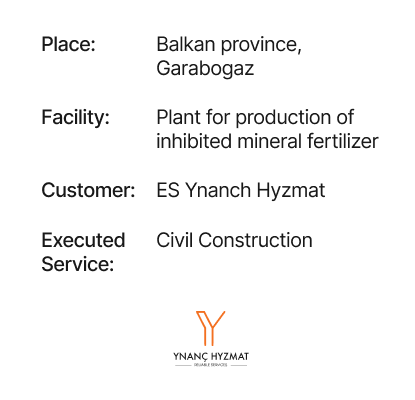 Place: Balkan province,
Garabogaz
Facility: Plant for production of
inhibited mineral fertilizer
Customer: ES Ynanch Hyzmat
Executed Civil Construction
Service:
YNANÇ HYZMAT
RELIABLE SERVICES